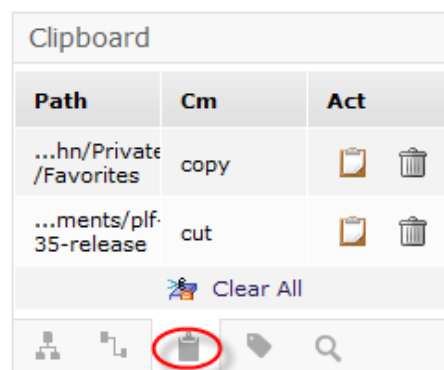 Clipboard
Path Cm Act
...hn/Private
/Favorites copy
...ments/plf-
35-release cut
Clear All